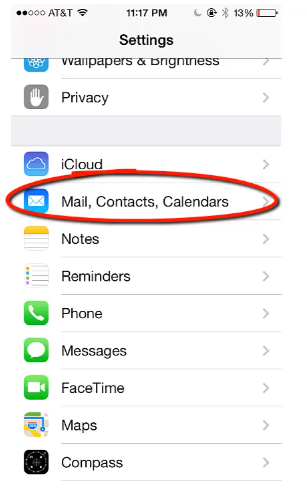 AT&T 11:17 PM 13%
Settings
Wallpapers & Brightness
Privacy
iCloud
Mail, Contacts, Calendars
Notes
Reminders
Phone
Messages
FaceTime
Maps
Compass